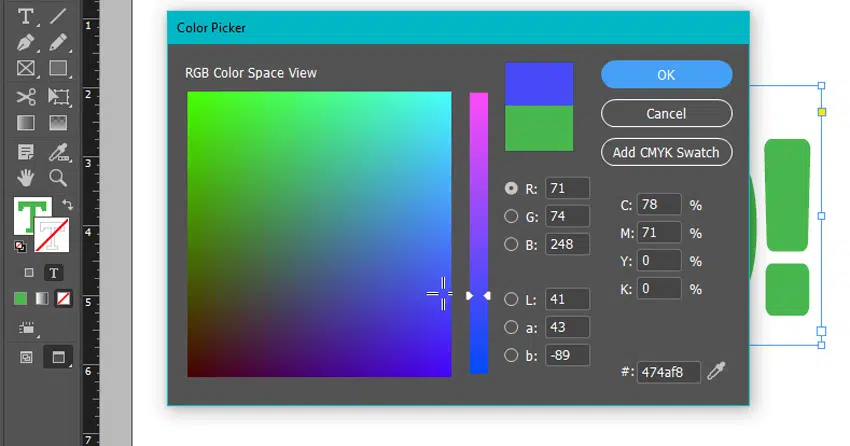 Color Picker
RGB Color Space View
OK
Cancel
Add CMYK Swatch
R: 71
G: 74
B: 248
L: 41
a: 43
b: -89
C: 78 %
M: 71 %
Y: 0 %
K: 0 %
#: 474af8
1
2
3
4
5
6
7
T
T
T
T
!